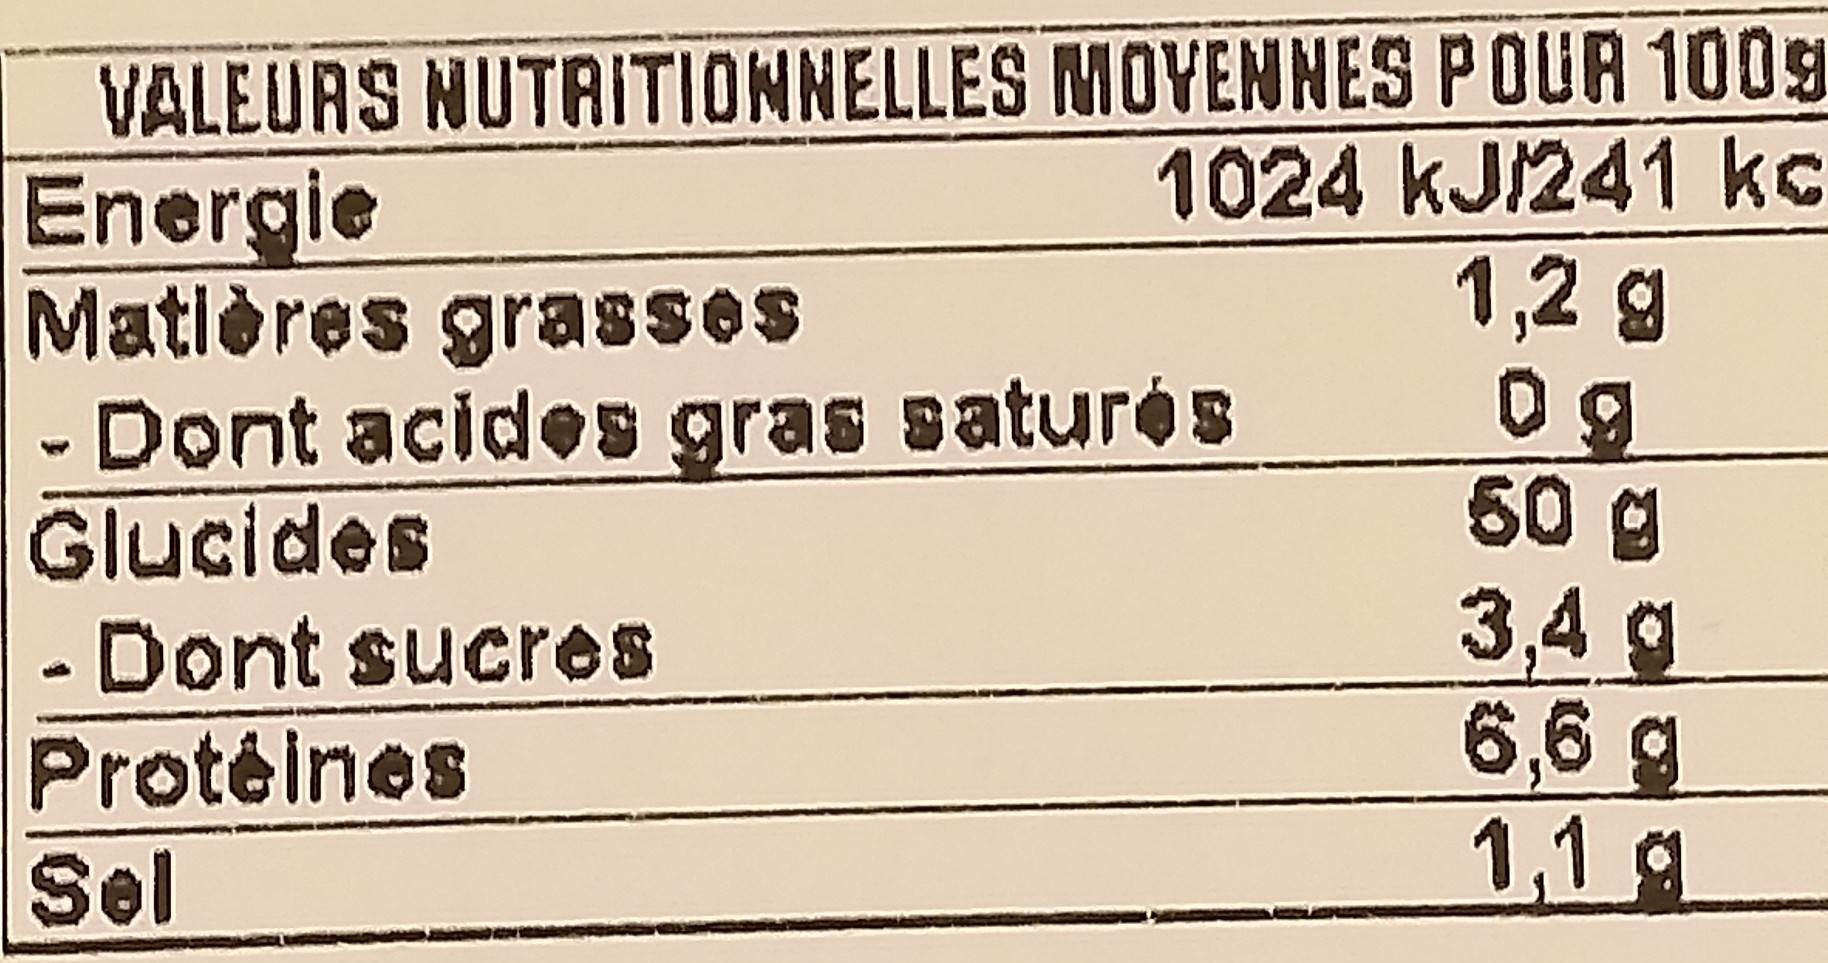 VALEURS NUTRITIONNELLES MOYENNES POUR 100g
Energie 1024 kJ/241 kc
Matières grasses 1,2 g
- Dont acides gras saturés 0 g
Glucides 50 g
- Dont sucres 3,4 g
Protéines 6,6 g
Sel 1,1 g